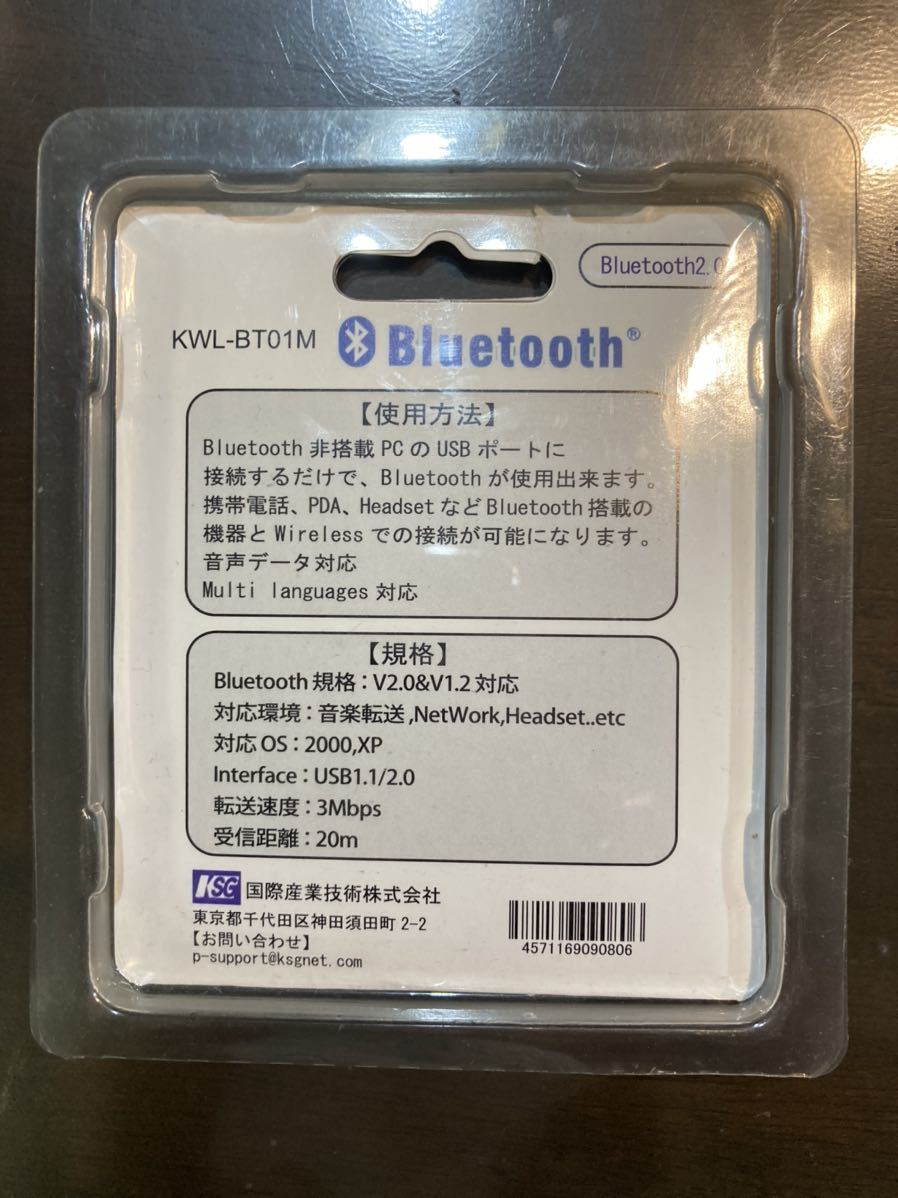 Bluetooth2.0
KWL-BT01M Bluetooth®
【使用方法】
Bluetooth 非搭載 PC の USB ポートに
接続するだけで、Bluetooth が使用出来ます。
携帯電話、PDA、Headset など Bluetooth 搭載の
機器と Wireless での接続が可能になります。
音声データ対応
Multi languages 対応
【規格】
Bluetooth 規格：V2.0&V1.2 対応
対応環境：音楽転送 ,NetWork,Headset..etc
対応 OS：2000,XP
Interface：USB1.1/2.0
転送速度：3Mbps
受信距離：20m
KSG 国際産業技術株式会社
東京都千代田区神田須田町 2-2
【お問い合わせ】
p-support@ksgnet.com
4571169090806